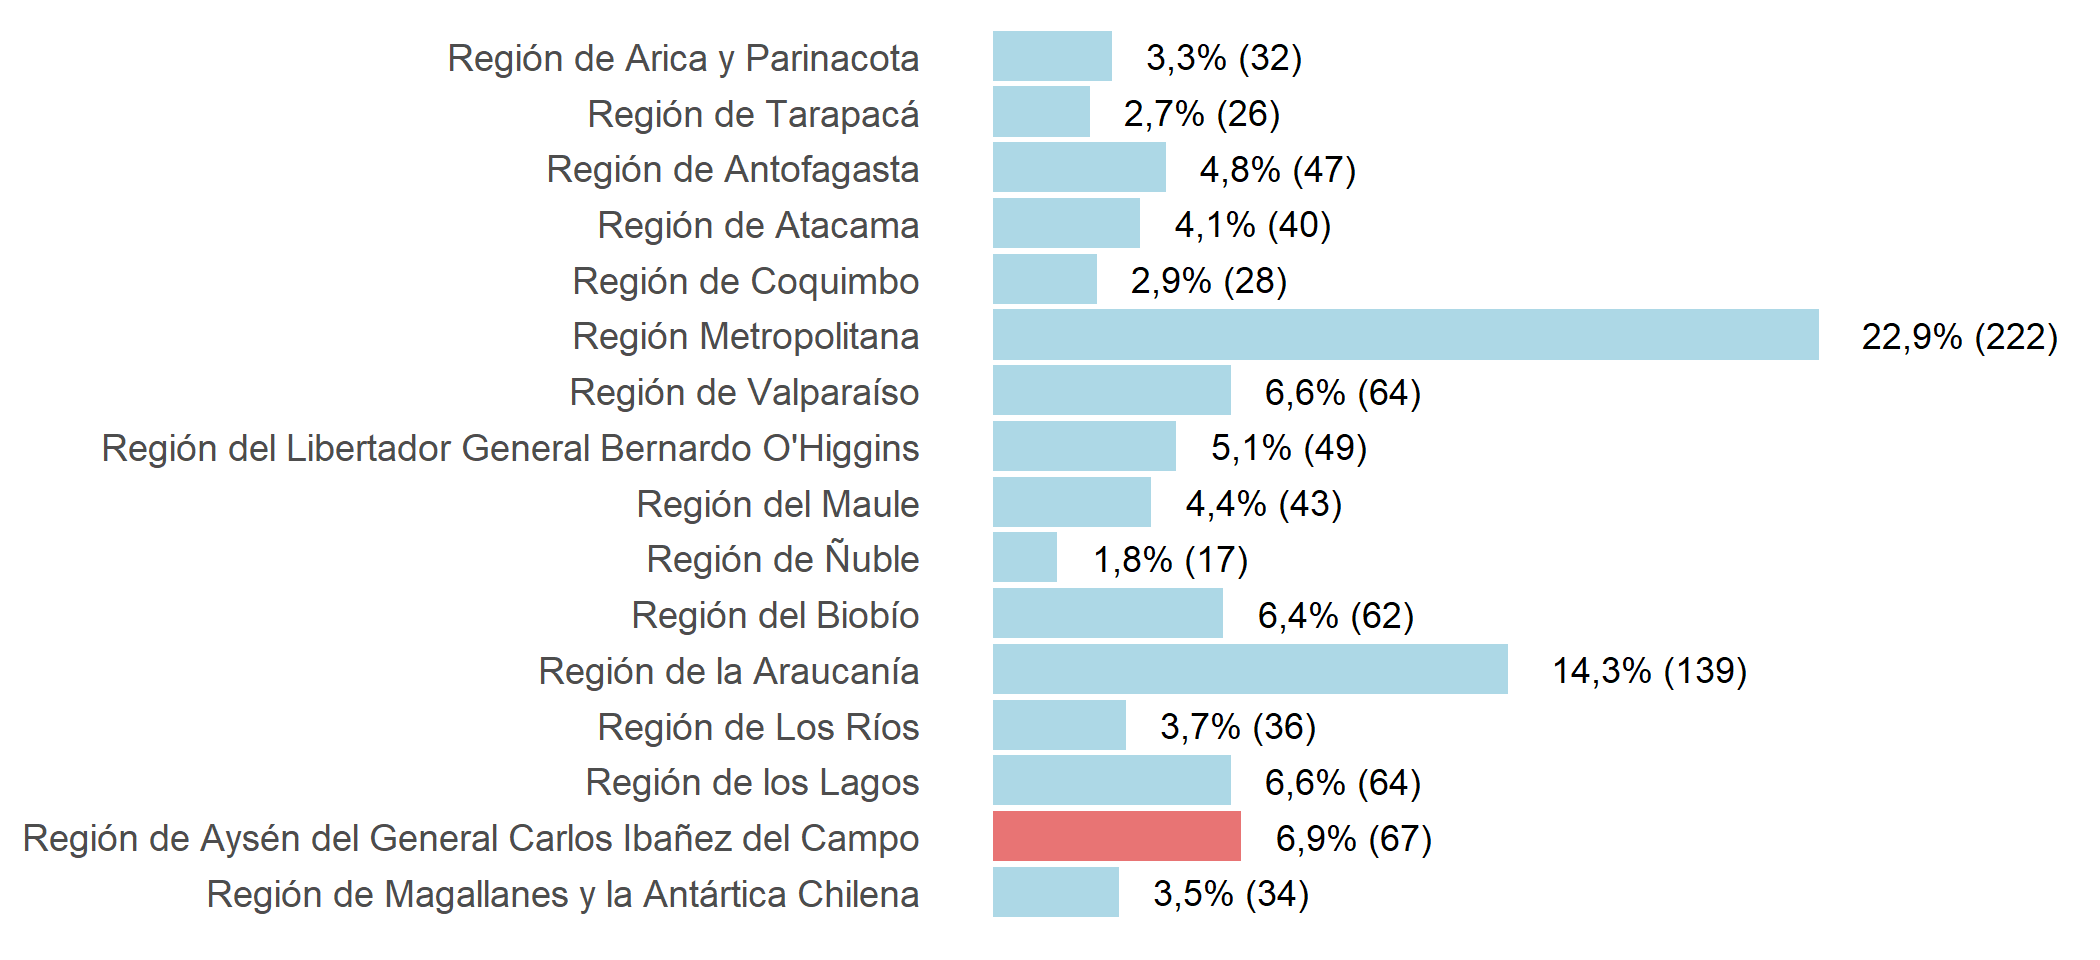 Región de Arica y Parinacota 3,3% (32)
Región de Tarapacá 2,7% (26)
Región de Antofagasta 4,8% (47)
Región de Atacama 4,1% (40)
Región de Coquimbo 2,9% (28)
Región Metropolitana 22,9% (222)
Región de Valparaíso 6,6% (64)
Región del Libertador General Bernardo O'Higgins 5,1% (49)
Región del Maule 4,4% (43)
Región de Ñuble 1,8% (17)
Región del Biobío 6,4% (62)
Región de la Araucanía 14,3% (139)
Región de Los Ríos 3,7% (36)
Región de los Lagos 6,6% (64)
Región de Aysén del General Carlos Ibañez del Campo 6,9% (67)
Región de Magallanes y la Antártica Chilena 3,5% (34)